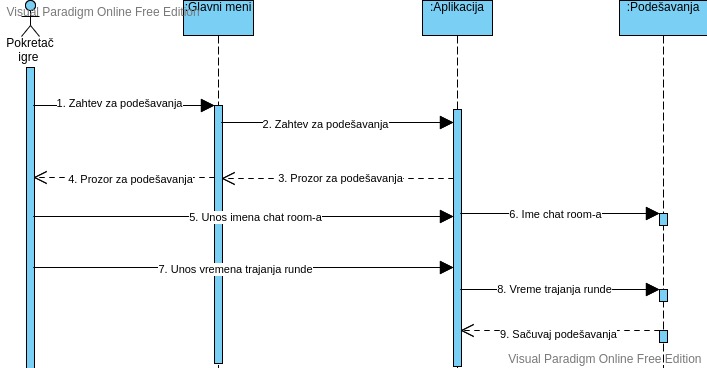 Visual Paradigm Online Free Edition
:Glavni meni
:Aplikacija
:Podešavanja
Pokretač
igre
1. Zahtev za podešavanja
2. Zahtev za podešavanja
3. Prozor za podešavanja
4. Prozor za podešavanja
5. Unos imena chat room-a
6. Ime chat room-a
7. Unos vremena trajanja runde
8. Vreme trajanja runde
9. Sačuvaj podešavanja
Visual Paradigm Online Free Edition